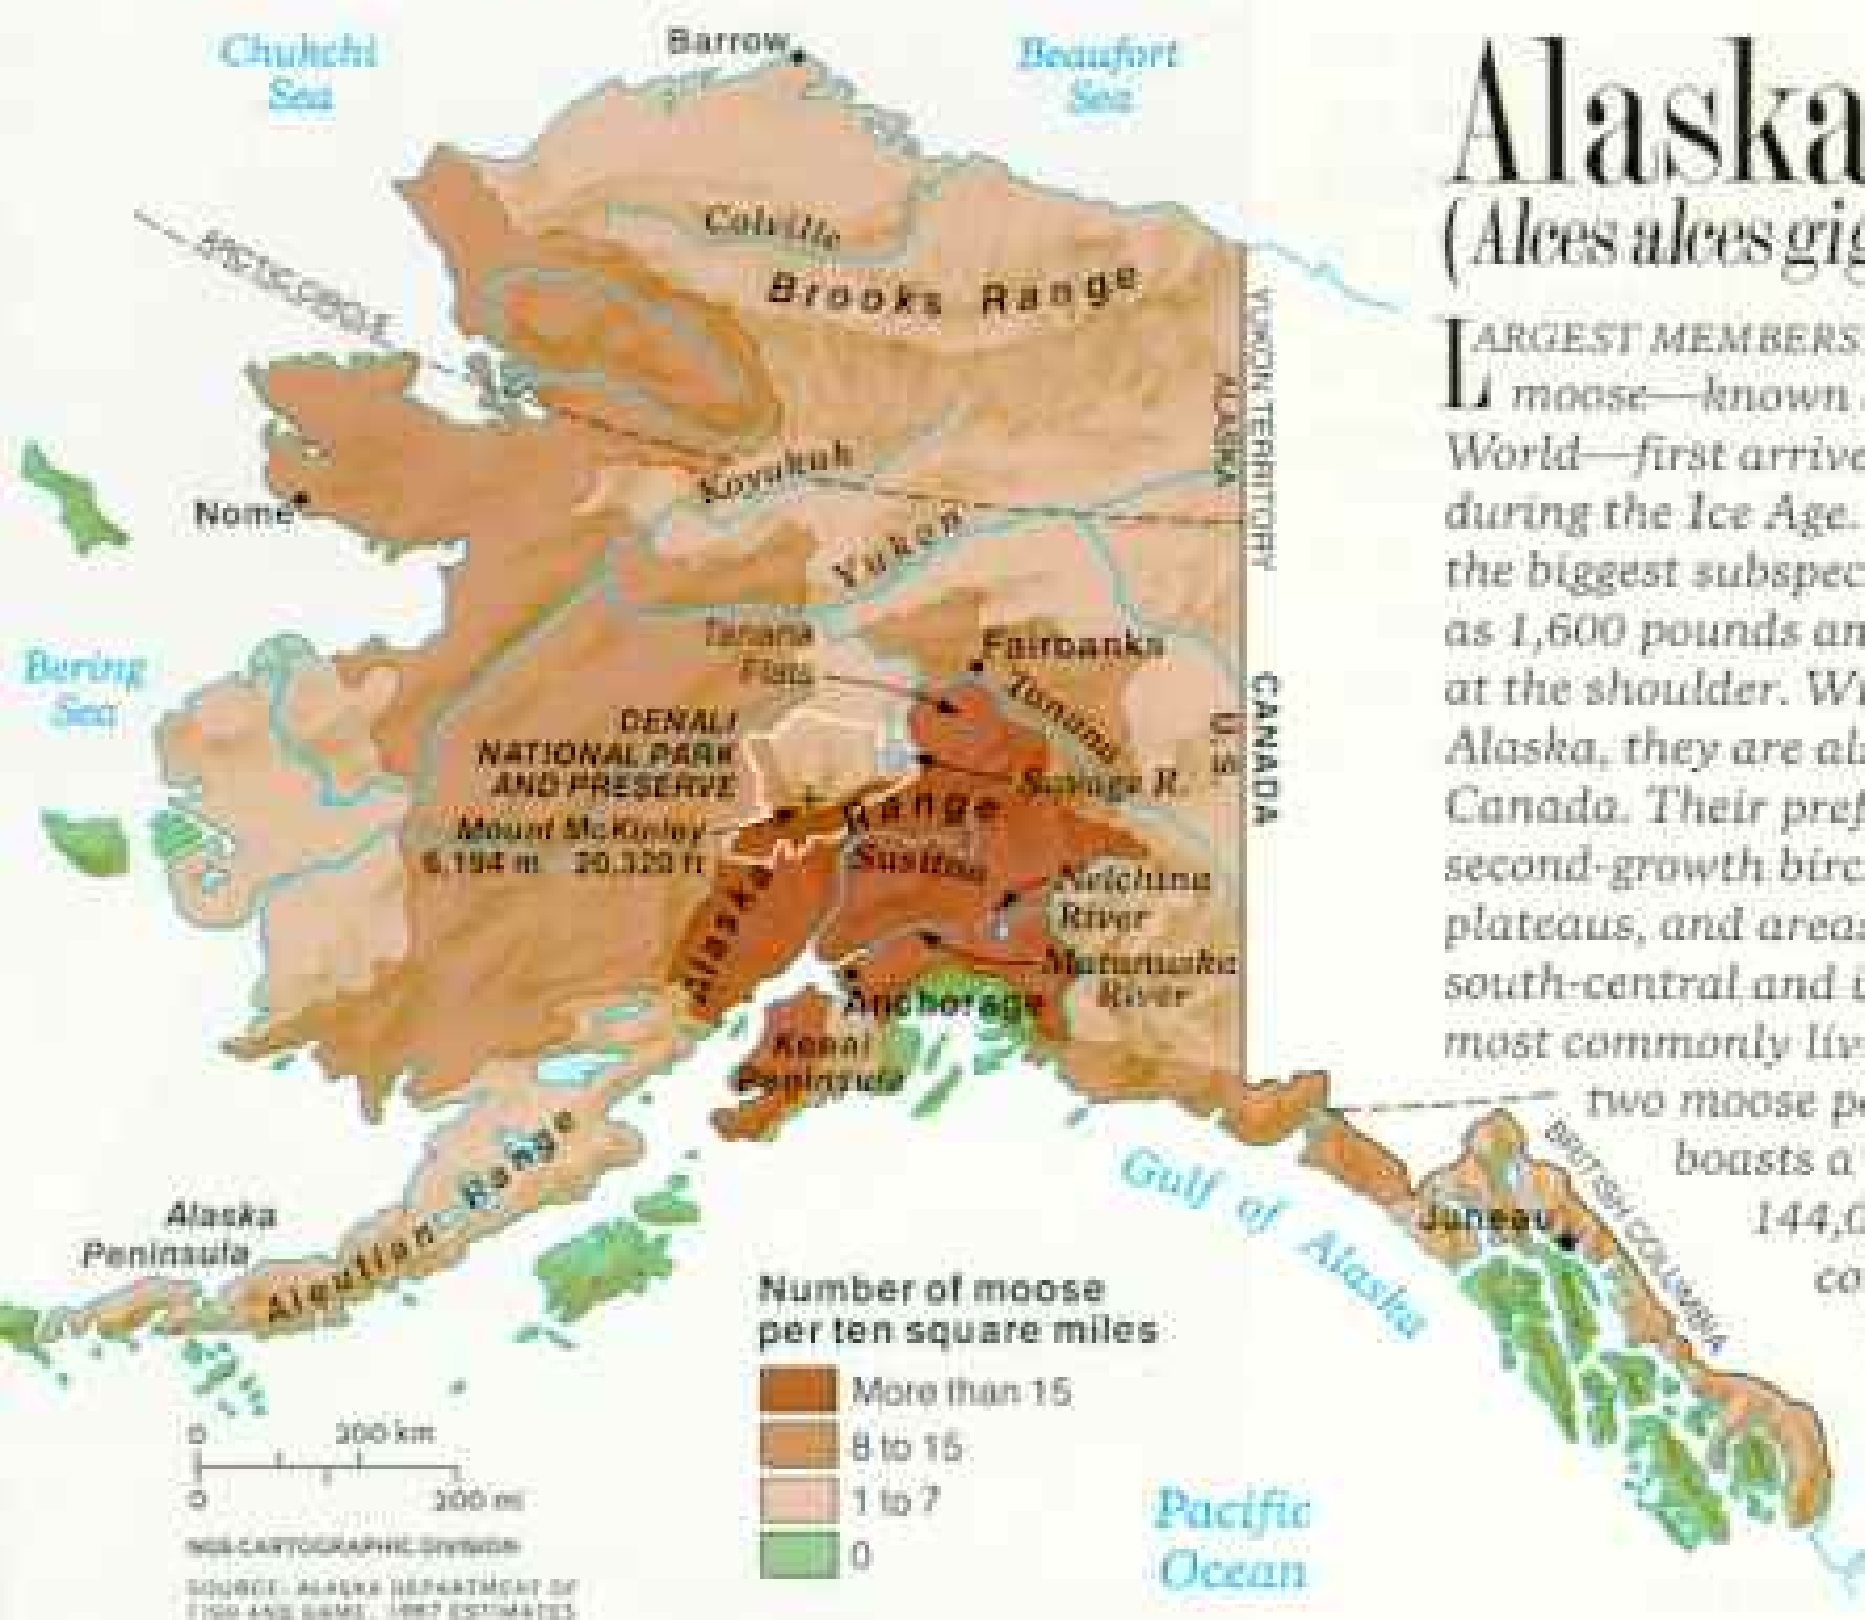 Chukchi
Sea
Barrow
Beaufort
Sea
ARCTIC CIRCLE
Colville
Brooks Range
YUKON TERRITORY
ALASKA
Koyukuk
Nome
Yukon
Bering
Sea
Tanana
Flats
Fairbanks
Tanana
CANADA
U.S.
DENALI
NATIONAL PARK
AND PRESERVE
Savage R.
Mount McKinley
6,194 m 20,320 ft
Alaska Range
Susitna
Nelchina
River
Matanuska
River
Anchorage
Kenai
Peninsula
Alaska
Peninsula
Aleutian Range
Gulf of Alaska
Juneau
BRITISH COLUMBIA
Number of moose
per ten square miles
More than 15
8 to 15
1 to 7
0
0 200 km
0 200 mi
NGS CARTOGRAPHIC DIVISION
SOURCE: ALASKA DEPARTMENT OF
FISH AND GAME, 1987 ESTIMATES
Pacific
Ocean
Alaska
(Alces alces gig
LARGEST MEMBERS
moose—known
World—first arrive
during the Ice Age.
the biggest subspec
as 1,600 pounds an
at the shoulder. Wi
Alaska, they are al
Canada. Their pref
second-growth birc
plateaus, and areas
south-central and i
most commonly liv
two moose p
boasts a
144,0
co